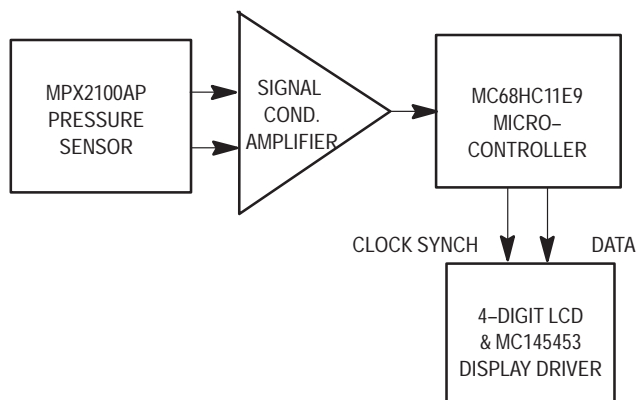 MPX2100AP
PRESSURE
SENSOR
SIGNAL
COND.
AMPLIFIER
MC68HC11E9
MICRO–
CONTROLLER
CLOCK SYNCH
DATA
4–DIGIT LCD
& MC145453
DISPLAY DRIVER